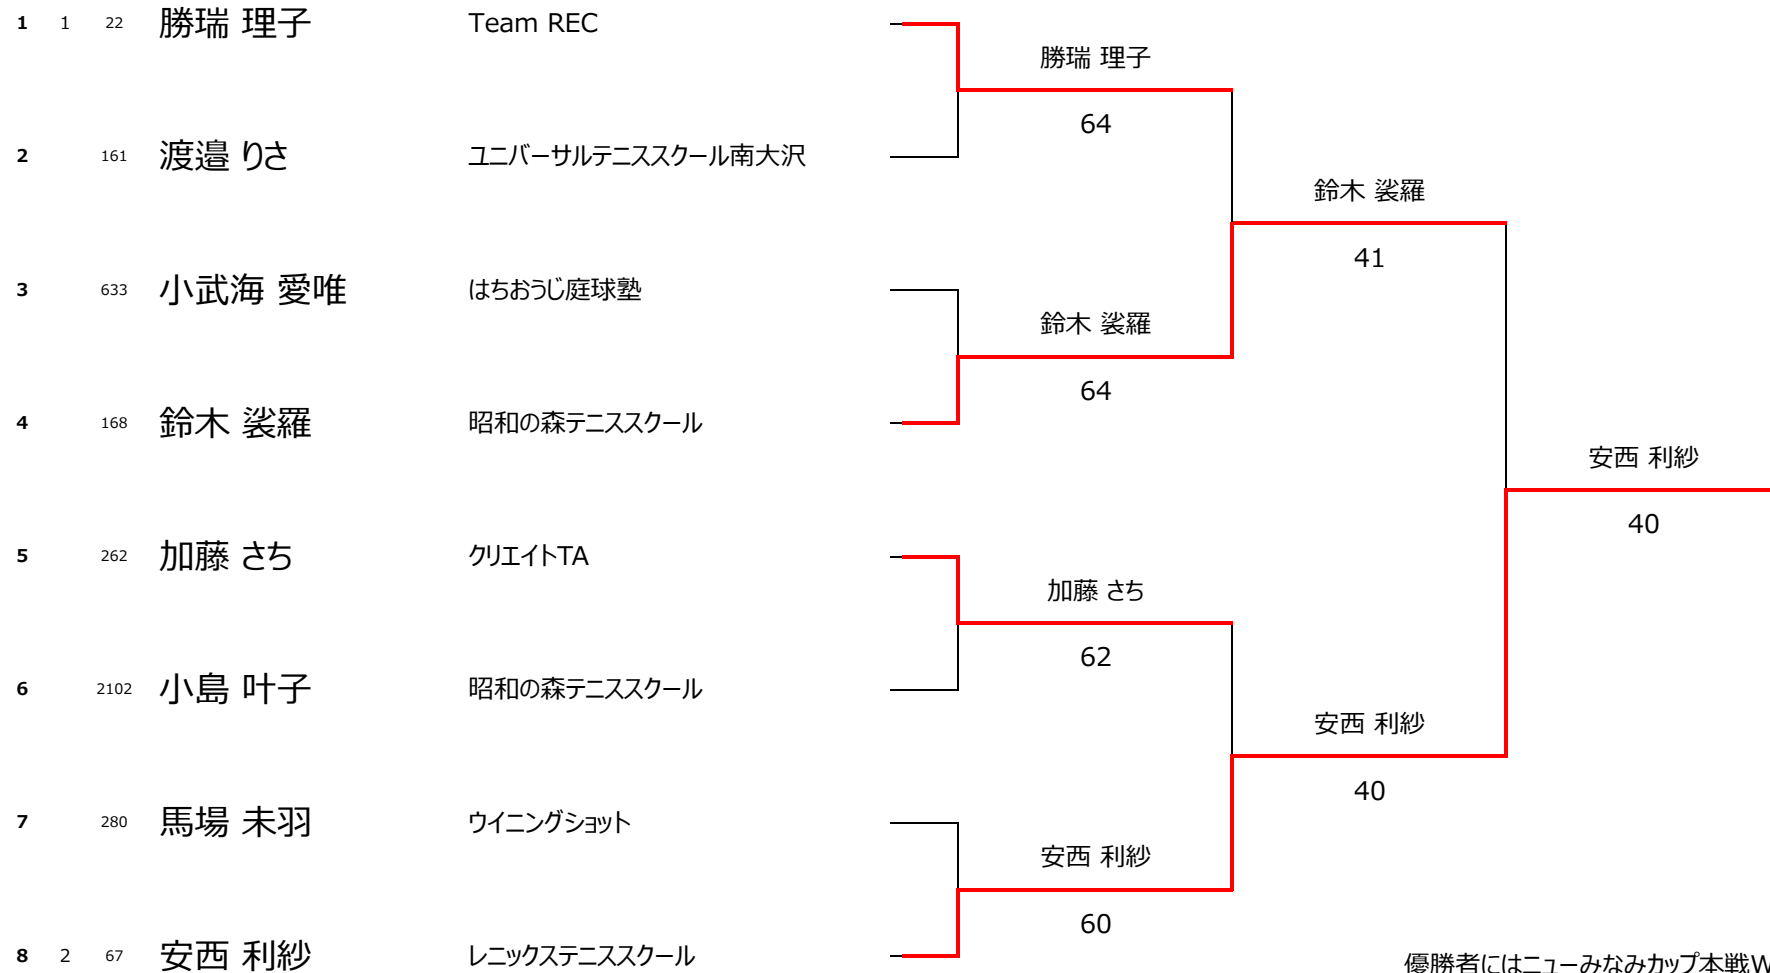 1 1 22 勝瑞 理子 Team REC
勝瑞 理子
64
2 161 渡邉 りさ ユニバーサルテニススクール南大沢
鈴木 裟羅
41
3 633 小武海 愛唯 はちおうじ庭球塾
鈴木 裟羅
64
4 168 鈴木 裟羅 昭和の森テニススクール
安西 利紗
40
5 262 加藤 さち クリエイトTA
加藤 さち
62
6 2102 小島 叶子 昭和の森テニススクール
安西 利紗
40
7 280 馬場 未羽 ウイニングショット
安西 利紗
60
8 2 67 安西 利紗 レニックステニススクール
優勝者にはニューみなみカップ本戦W